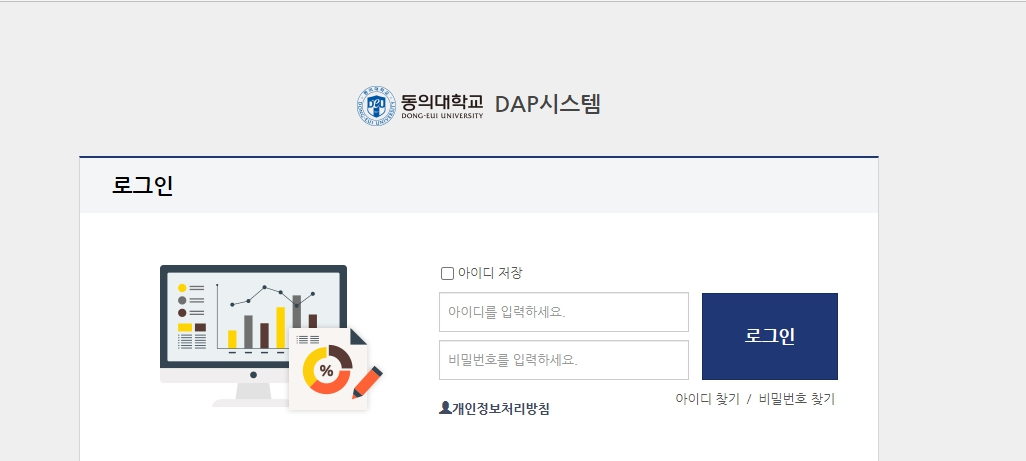 동의대학교 DAP시스템
DONG-EUI UNIVERSITY
로그인
아이디 저장
아이디를 입력하세요.
비밀번호를 입력하세요.
로그인
아이디 찾기 / 비밀번호 찾기
개인정보처리방침
%